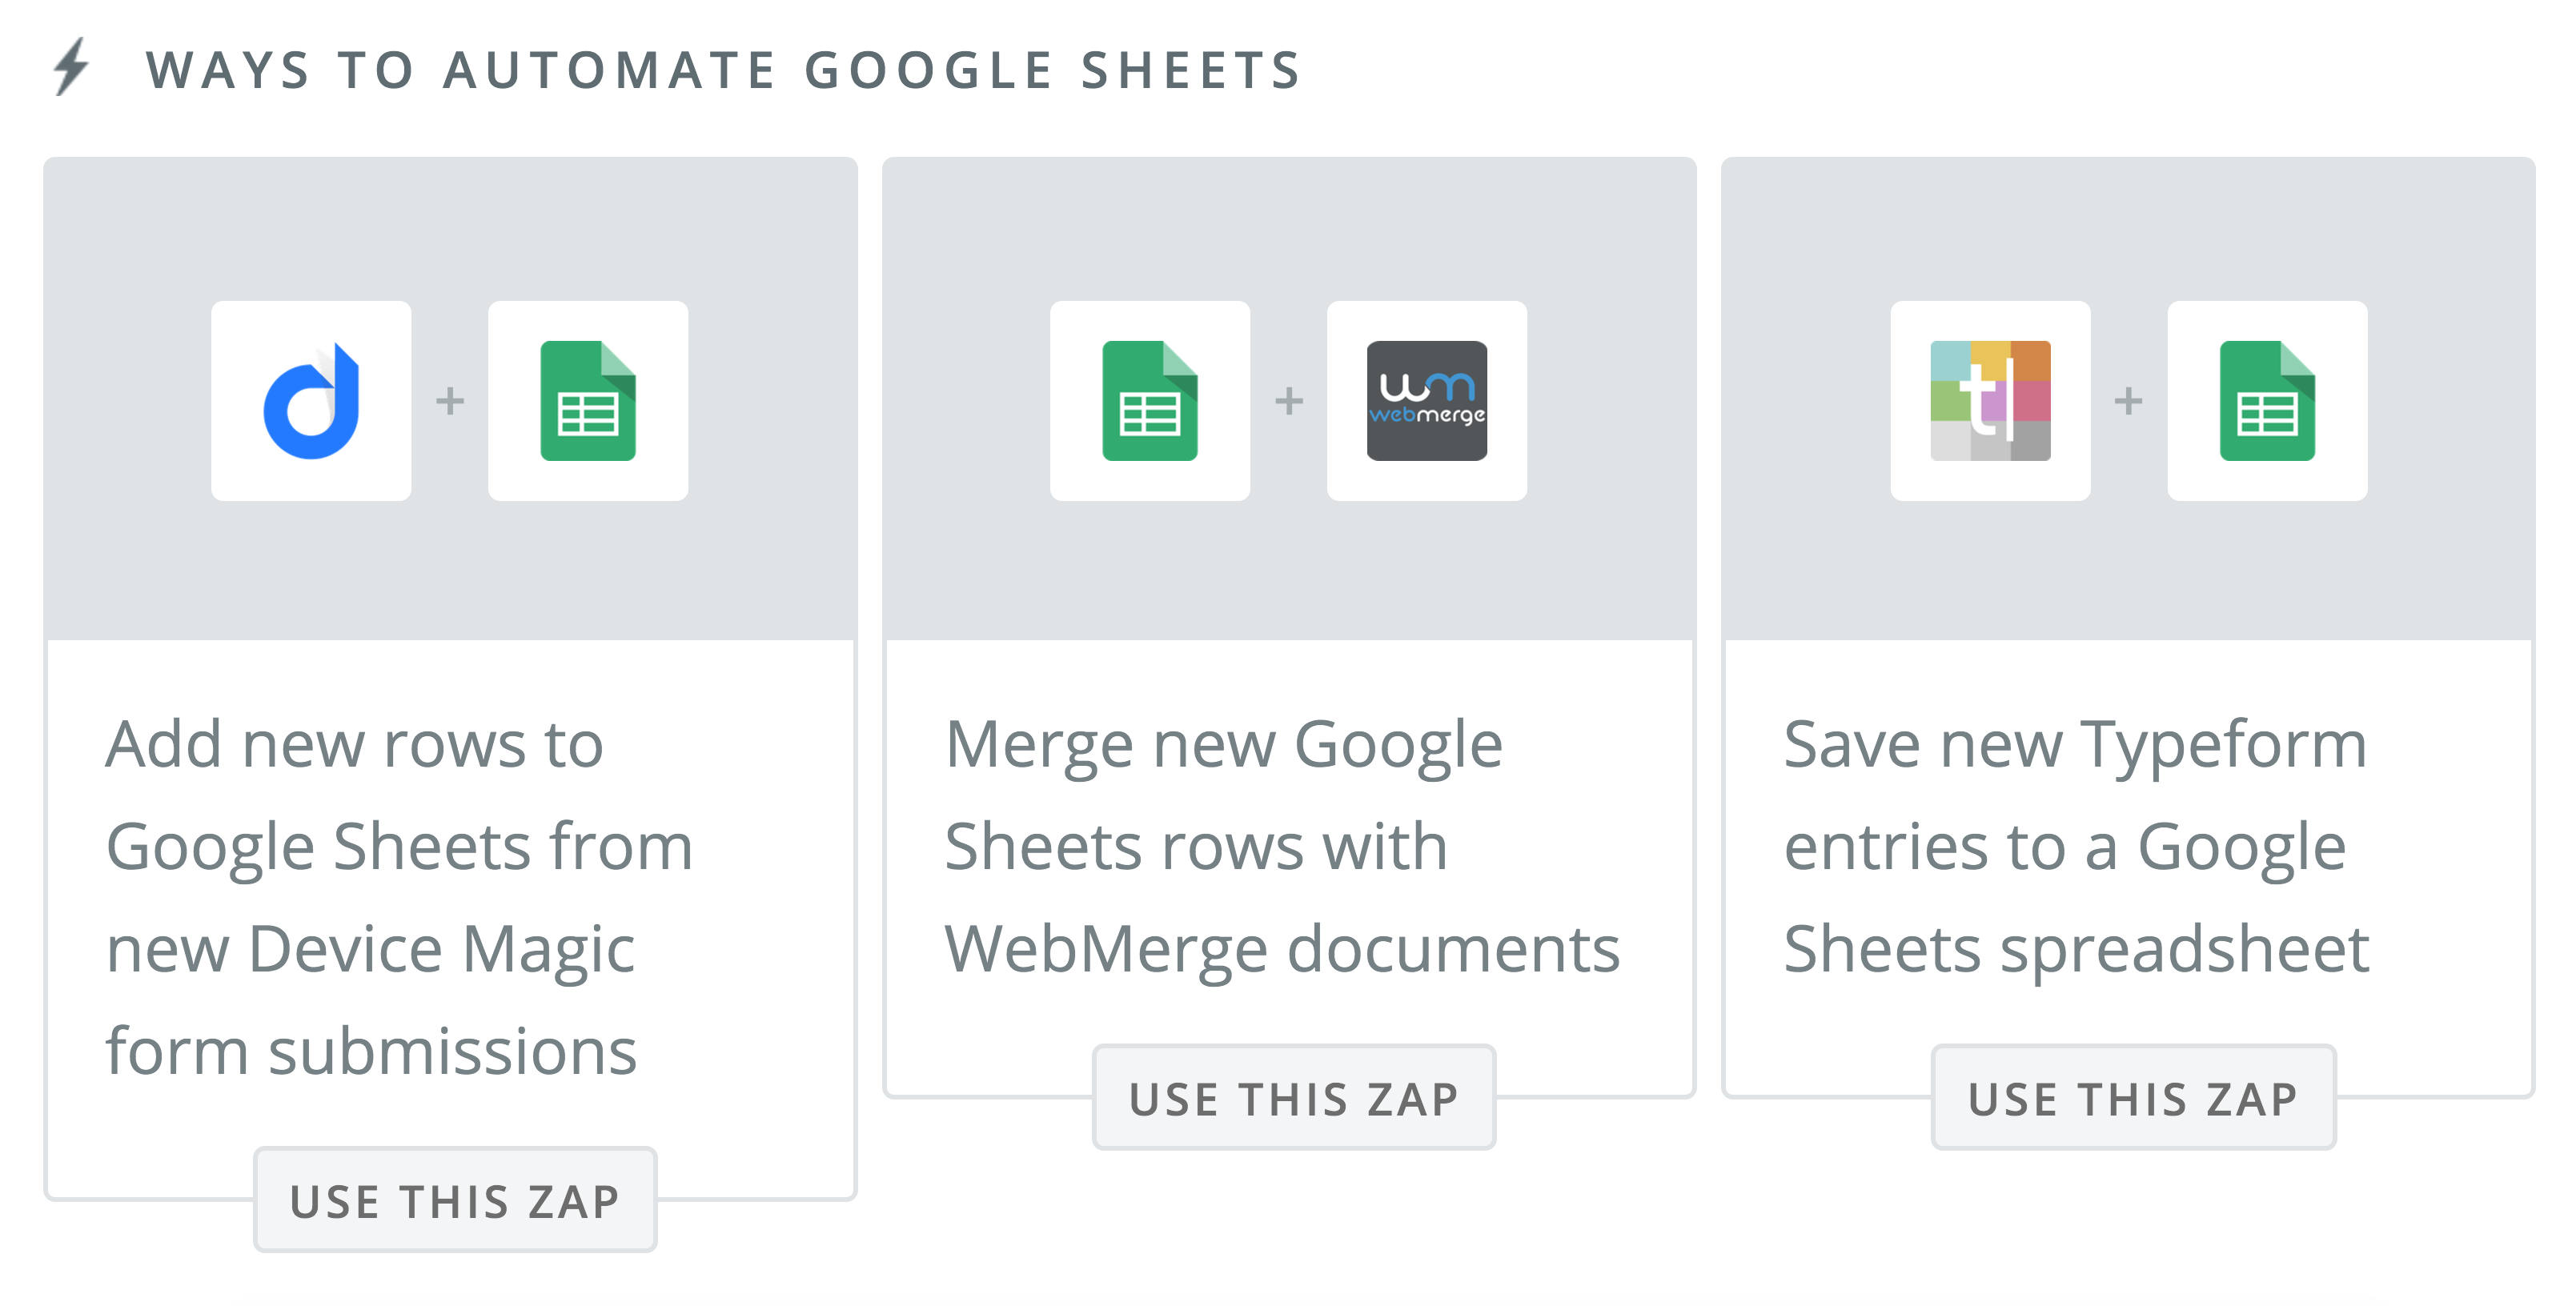 WAYS TO AUTOMATE GOOGLE SHEETS
+
+
wm
webmerge
t|
+
Add new rows to
Google Sheets from
new Device Magic
form submissions
USE THIS ZAP
Merge new Google
Sheets rows with
WebMerge documents
USE THIS ZAP
Save new Typeform
entries to a Google
Sheets spreadsheet
USE THIS ZAP